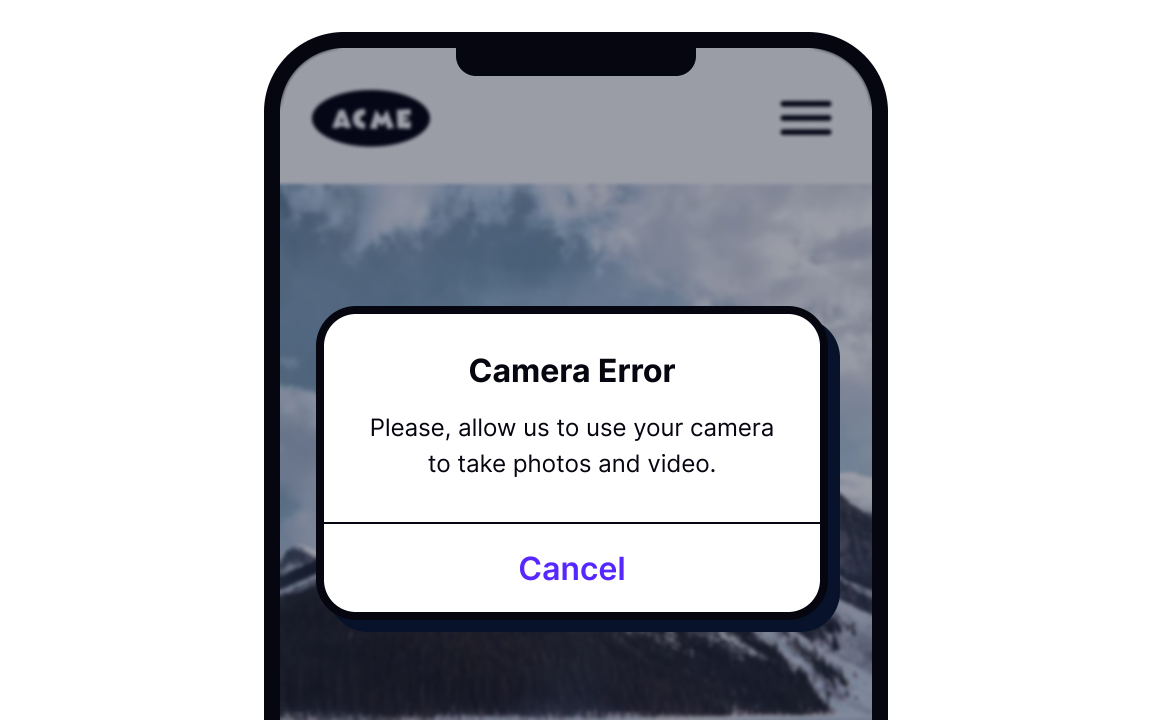 ACME
Camera Error
Please, allow us to use your camera
to take photos and video.
Cancel